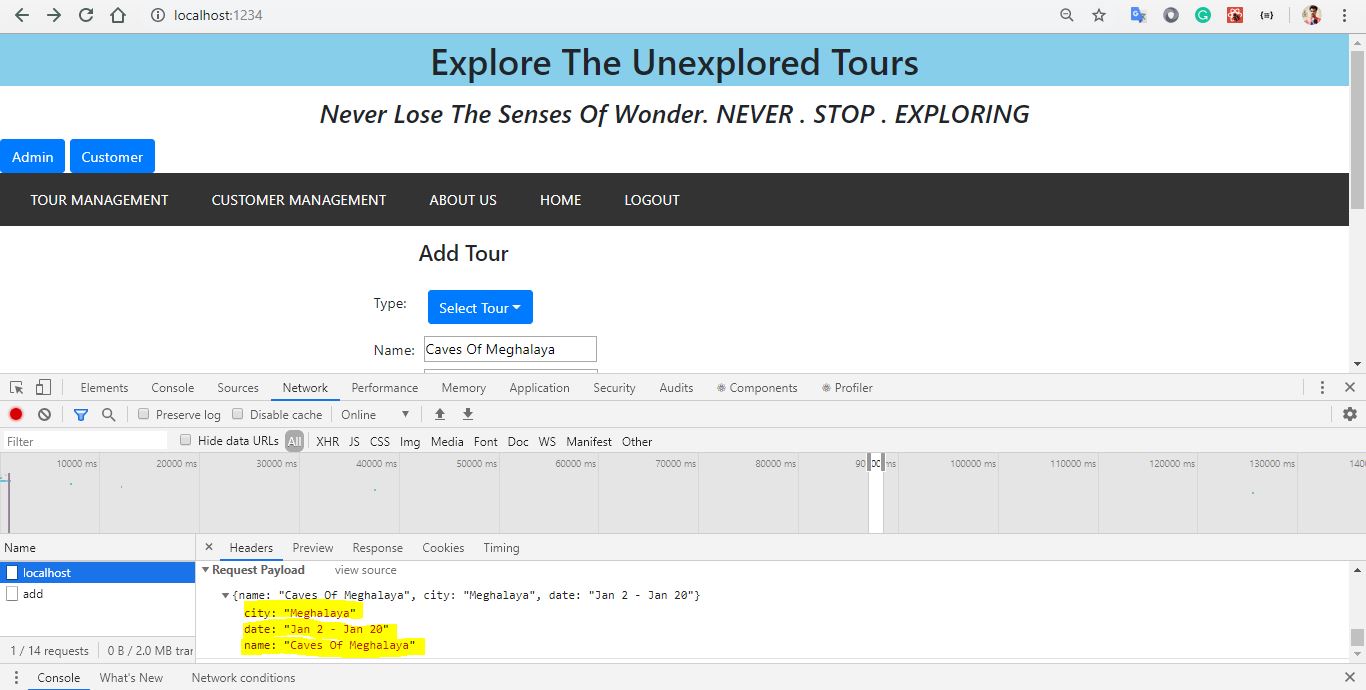 localhost:1234
Explore The Unexplored Tours
Never Lose The Senses Of Wonder. NEVER . STOP . EXPLORING
Admin Customer
TOUR MANAGEMENT CUSTOMER MANAGEMENT ABOUT US HOME LOGOUT
Add Tour
Type: Select Tour
Name: Caves Of Meghalaya
Elements Console Sources Network Performance Memory Application Security Audits Components Profiler
Preserve log Disable cache Online
Filter Hide data URLs All XHR JS CSS Img Media Font Doc WS Manifest Other
10000 ms 20000 ms 30000 ms 40000 ms 50000 ms 60000 ms 70000 ms 80000 ms 90 ms 100000 ms 110000 ms 120000 ms 130000 ms 140
Name Headers Preview Response Cookies Timing
Request Payload view source
localhost
add
{name: "Caves Of Meghalaya", city: "Meghalaya", date: "Jan 2 - Jan 20"}
city: "Meghalaya"
date: "Jan 2 - Jan 20"
name: "Caves Of Meghalaya"
1 / 14 requests 0 B / 2.0 MB tran
Console What's New Network conditions